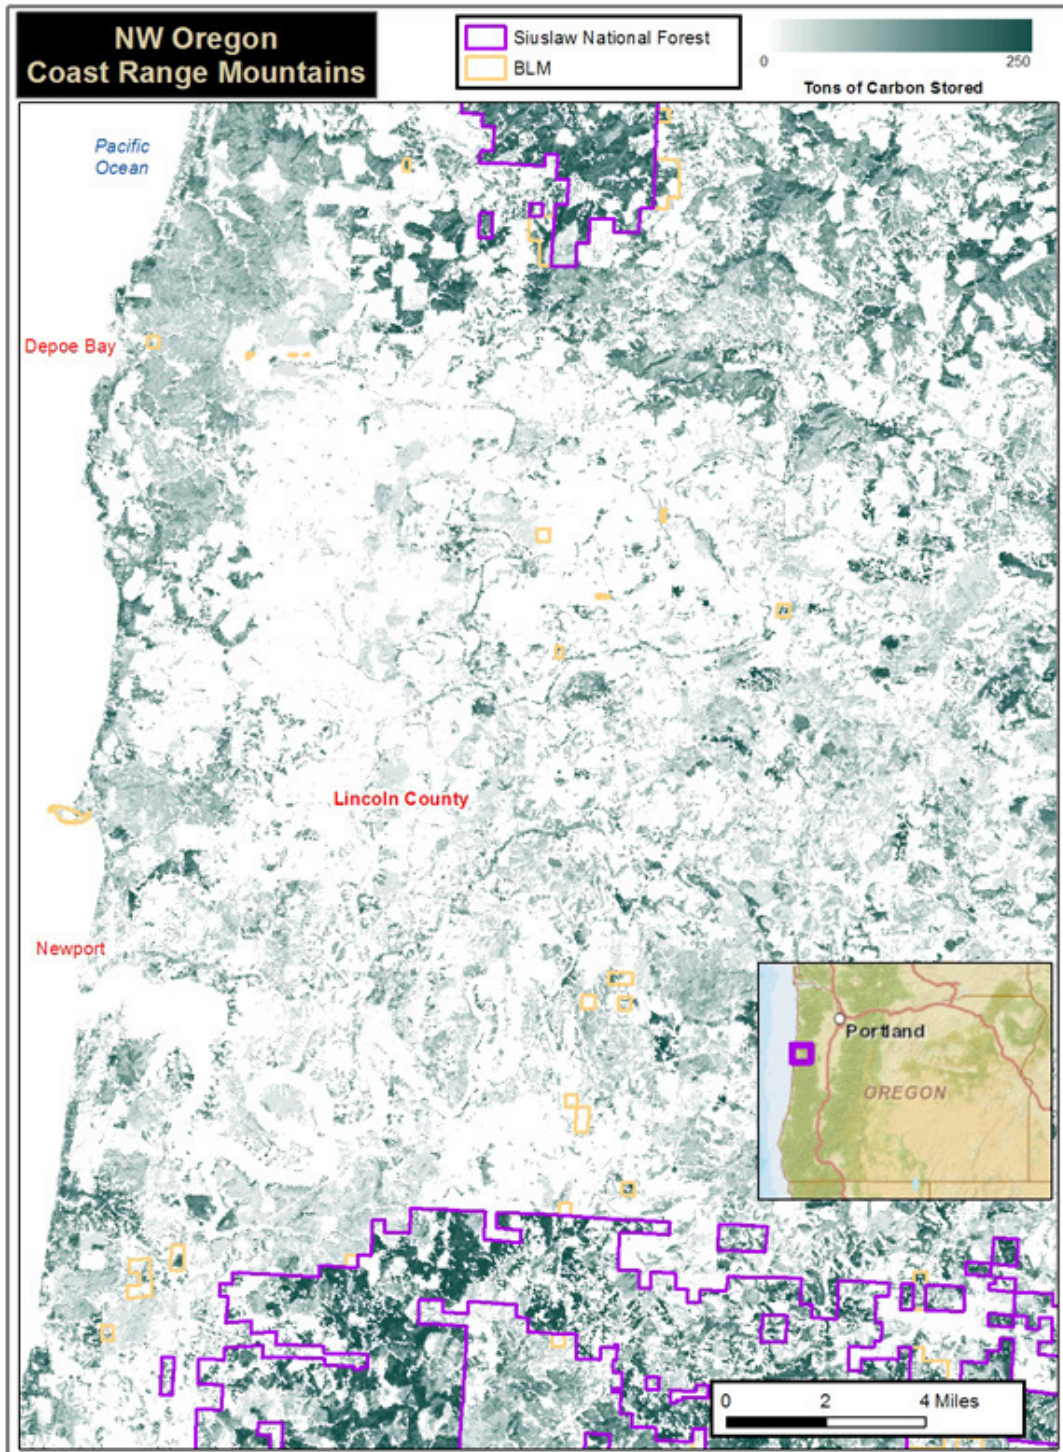 NW Oregon
Coast Range Mountains
Siuslaw National Forest
BLM
0 250
Tons of Carbon Stored
Pacific
Ocean
Depoe Bay
Lincoln County
Newport
Portland
OREGON
0 2 4 Miles